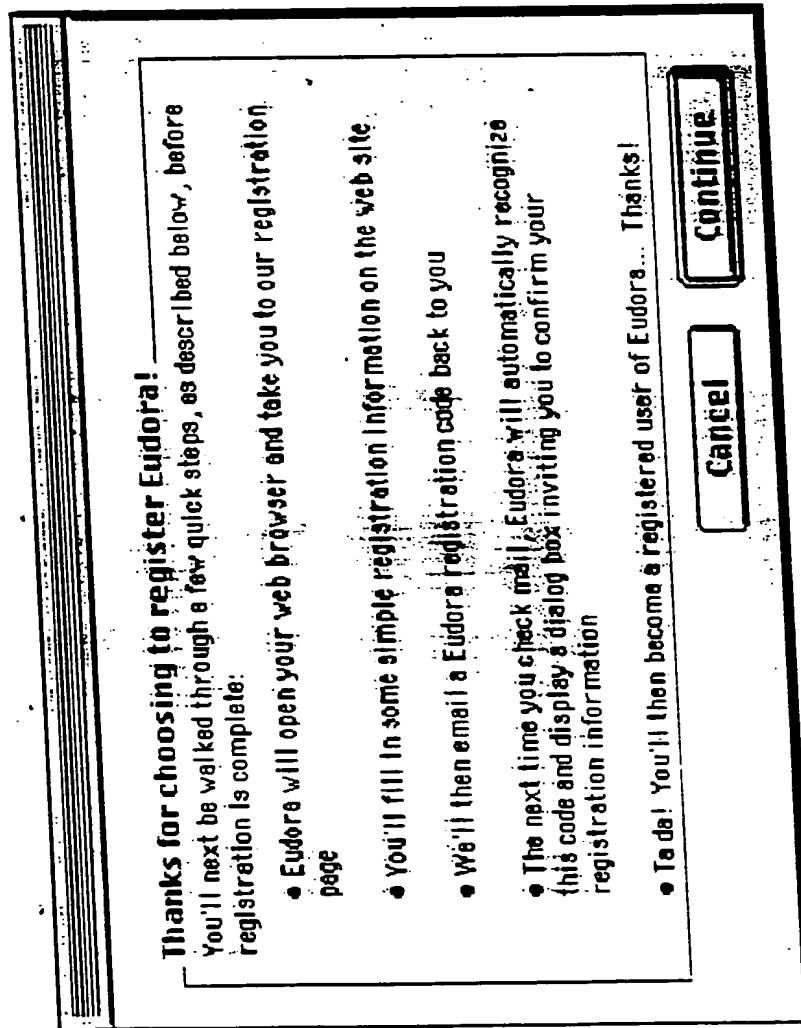 Thanks for choosing to register Eudora!
You'll next be walked through a few quick steps, as described below, before
registration is complete:
• Eudora will open your web browser and take you to our registration
page
• You'll fill in some simple registration information on the web site
• We'll then email a Eudora registration code back to you
• The next time you check mail, Eudora will automatically recognize
this code and display a dialog box inviting you to confirm your
registration information
• Ta da! You'll then become a registered user of Eudora... Thanks!
Cancel
Continue